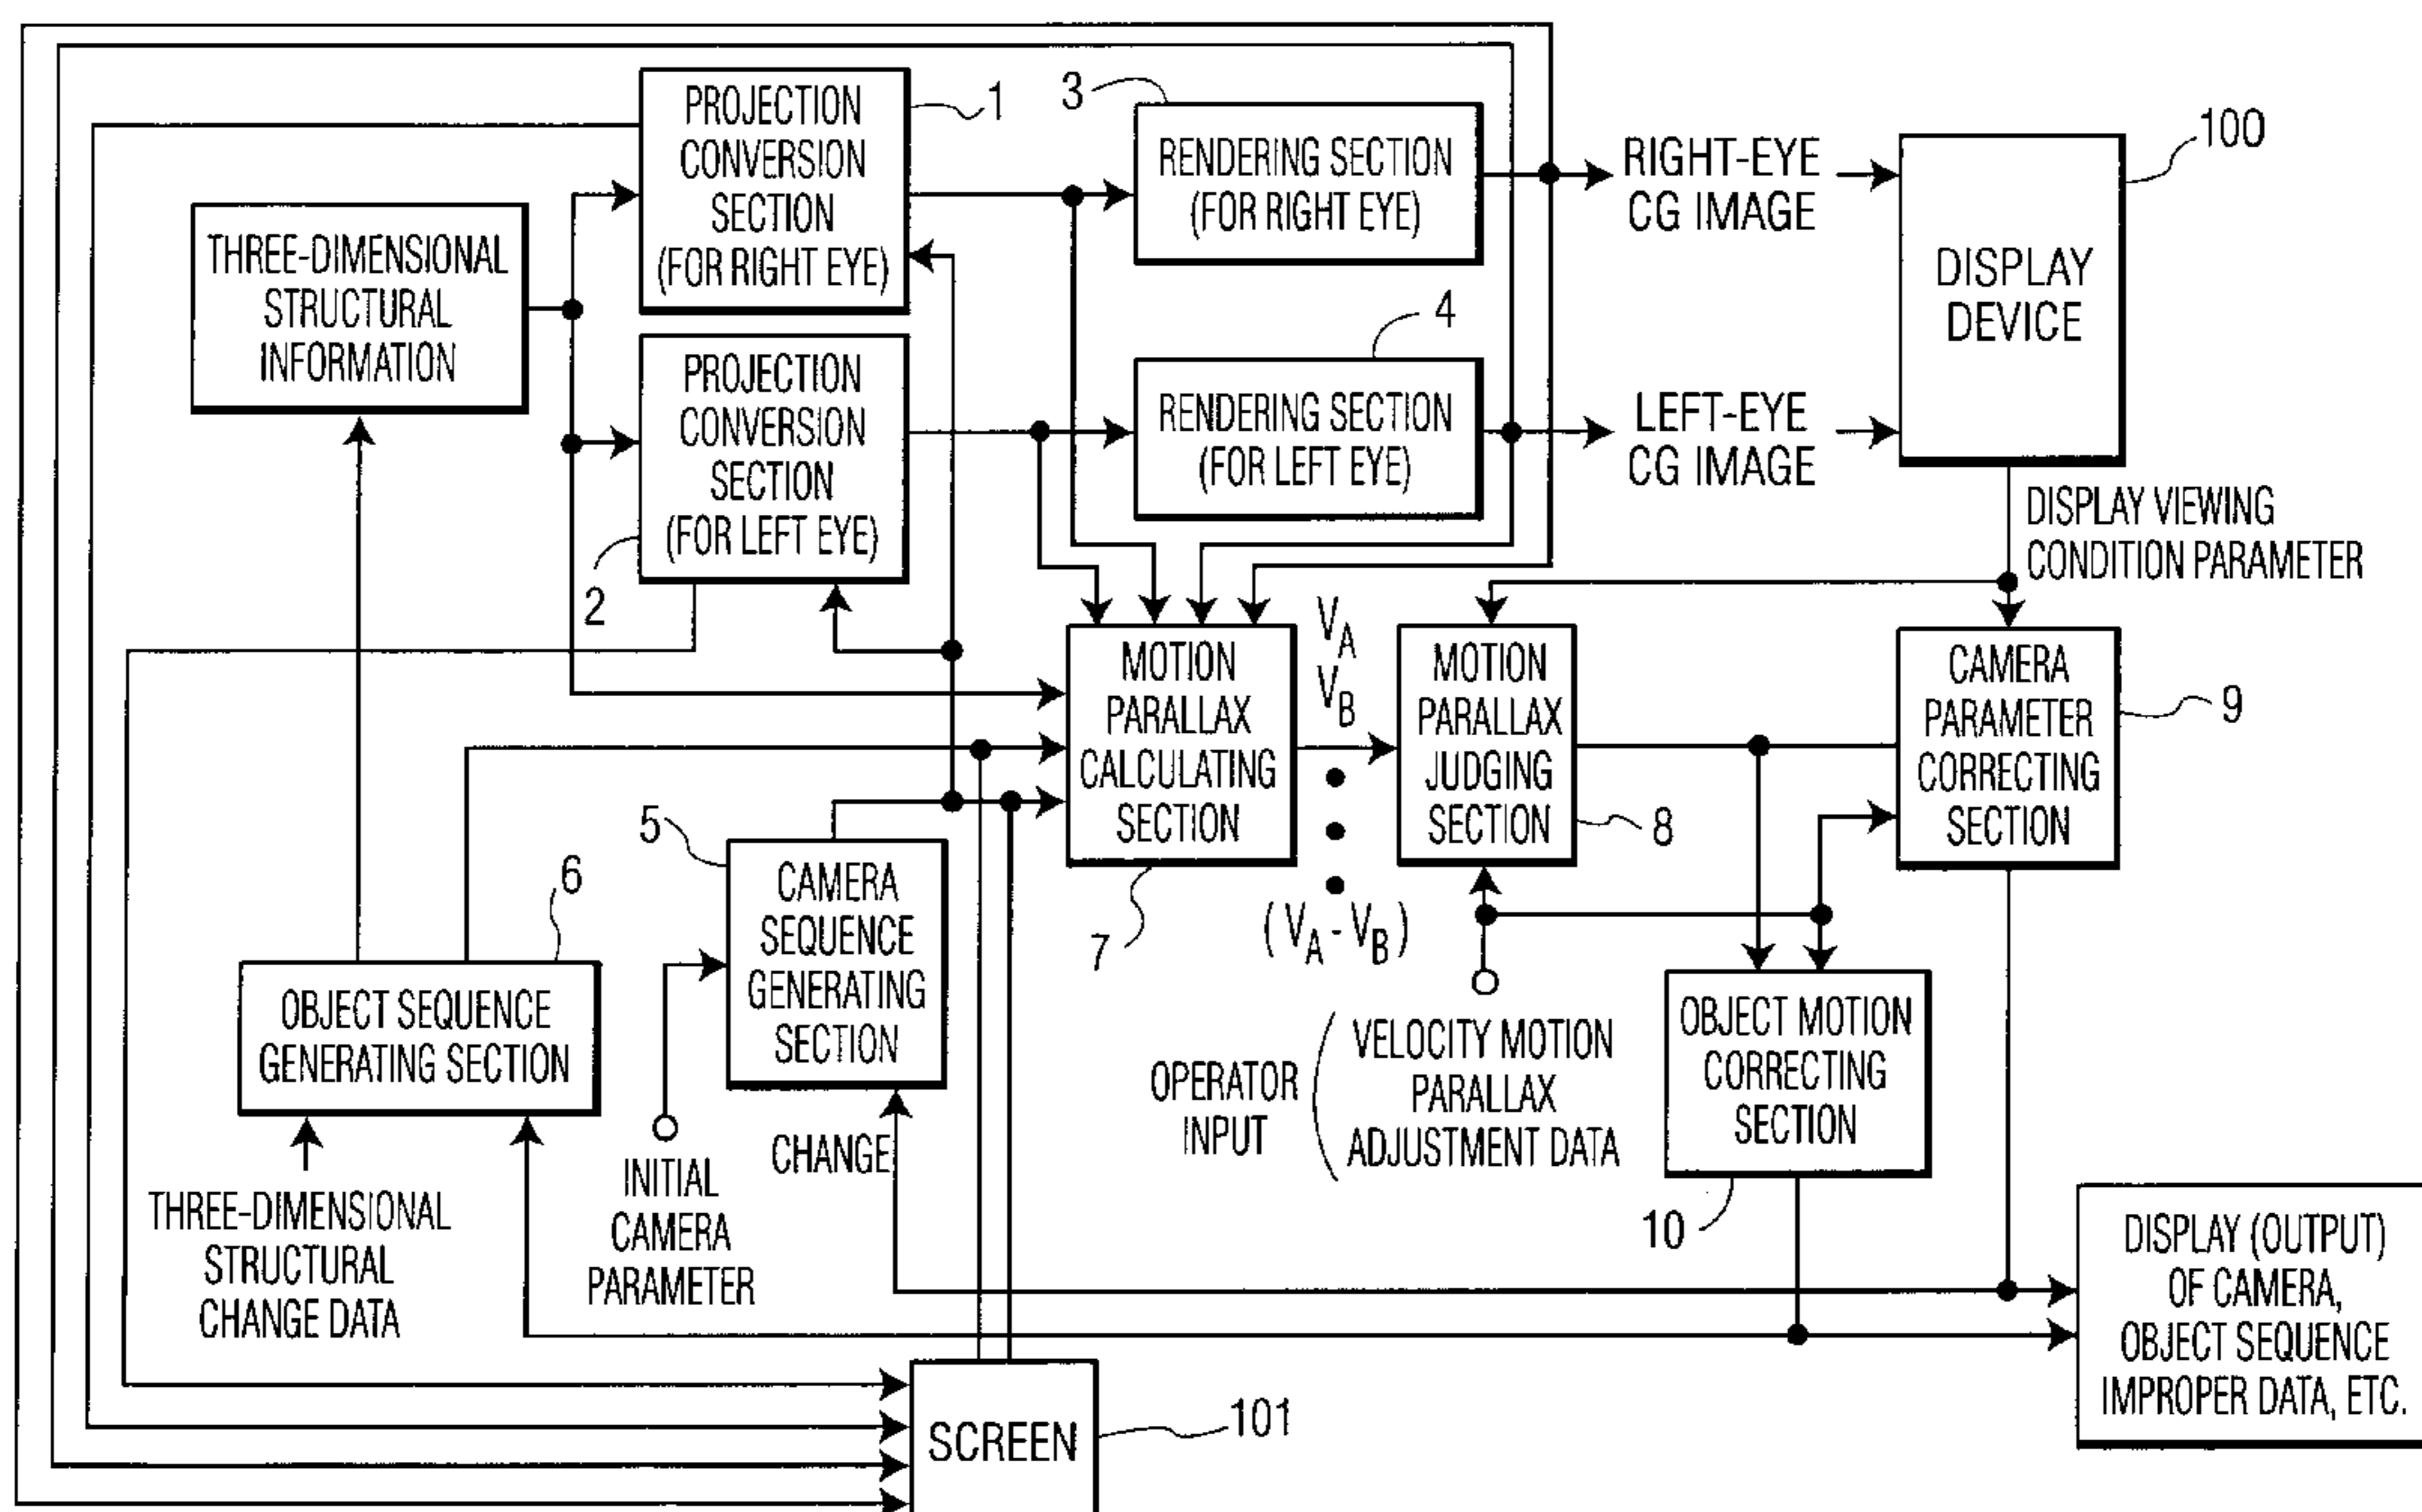 PROJECTION
CONVERSION
SECTION
(FOR RIGHT EYE)
1
3
RENDERING SECTION
(FOR RIGHT EYE)
RIGHT-EYE
CG IMAGE
100
DISPLAY
DEVICE
THREE-DIMENSIONAL
STRUCTURAL
INFORMATION
PROJECTION
CONVERSION
SECTION
(FOR LEFT EYE)
2
4
RENDERING SECTION
(FOR LEFT EYE)
LEFT-EYE
CG IMAGE
DISPLAY VIEWING
CONDITION PARAMETER
MOTION
PARALLAX
CALCULATING
SECTION
7
VA
VB
(VA - VB)
MOTION
PARALLAX
JUDGING
SECTION
8
CAMERA
PARAMETER
CORRECTING
SECTION
9
5
CAMERA
SEQUENCE
GENERATING
SECTION
6
OBJECT SEQUENCE
GENERATING SECTION
THREE-DIMENSIONAL
STRUCTURAL
CHANGE DATA
INITIAL
CAMERA
PARAMETER
CHANGE
OPERATOR
INPUT
VELOCITY MOTION
PARALLAX
ADJUSTMENT DATA
OBJECT MOTION
CORRECTING
SECTION
10
DISPLAY (OUTPUT)
OF CAMERA,
OBJECT SEQUENCE
IMPROPER DATA, ETC.
SCREEN
101